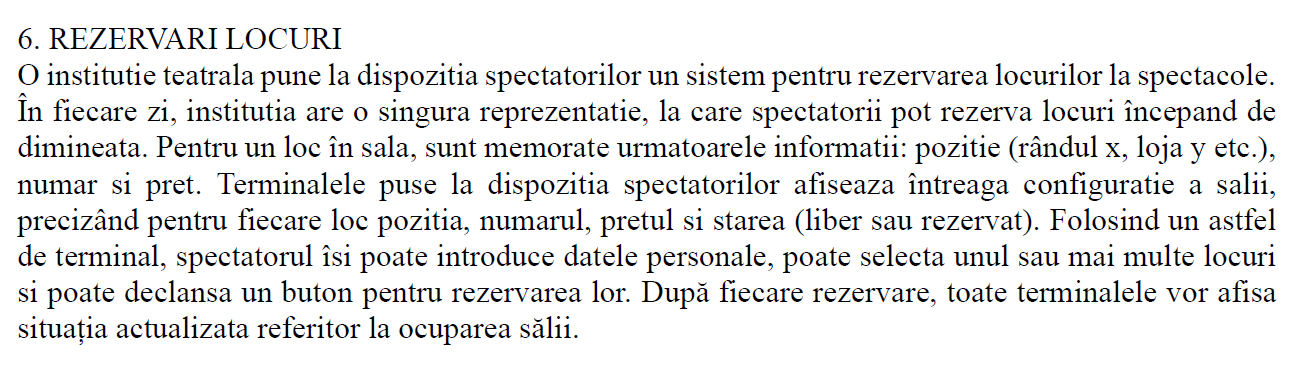 6. REZERVARI LOCURI
O institutie teatrala pune la dispozitia spectatorilor un sistem pentru rezervarea locurilor la spectacole.
În fiecare zi, institutia are o singura reprezentatie, la care spectatorii pot rezerva locuri începand de
dimineata. Pentru un loc în sala, sunt memorate urmatoarele informatii: pozitie (rândul x, loja y etc.),
numar si pret. Terminalele puse la dispozitia spectatorilor afiseaza întreaga configuratie a salii,
precizând pentru fiecare loc pozitia, numarul, pretul si starea (liber sau rezervat). Folosind un astfel
de terminal, spectatorul îsi poate introduce datele personale, poate selecta unul sau mai multe locuri
si poate declansa un buton pentru rezervarea lor. După fiecare rezervare, toate terminalele vor afisa
situația actualizata referitor la ocuparea sălii.